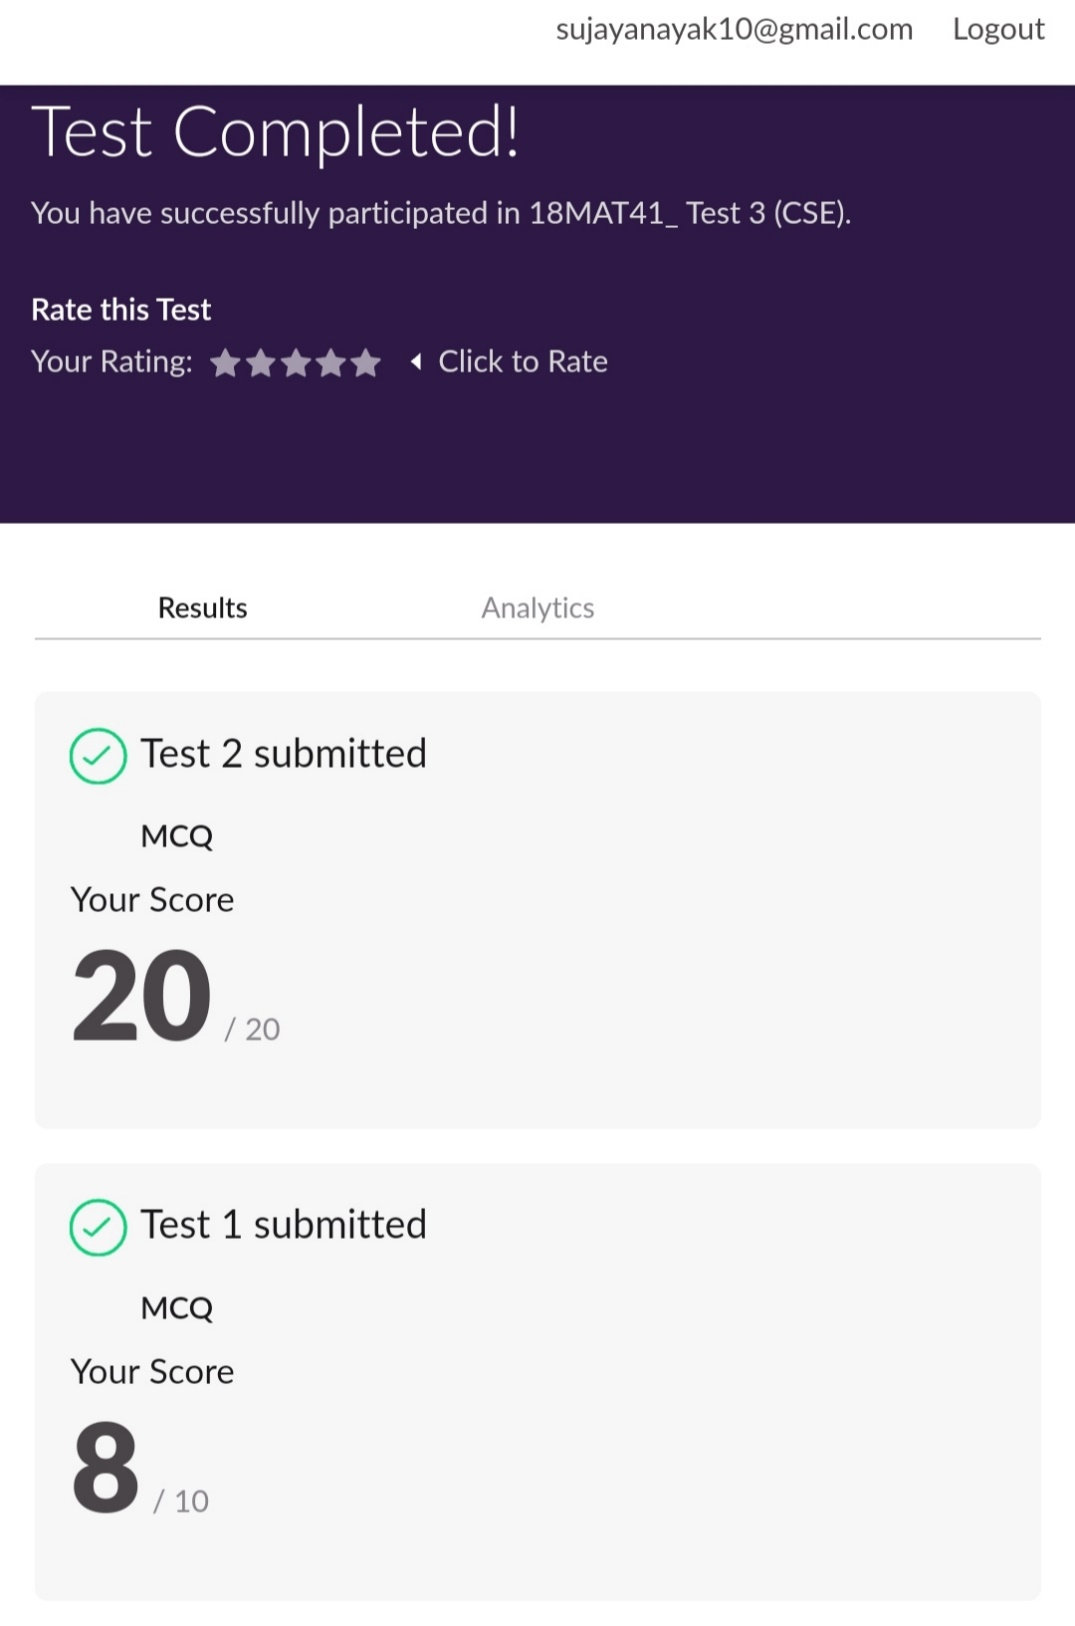 sujayanayak10@gmail.com Logout
Test Completed!
You have successfully participated in 18MAT41_ Test 3 (CSE).
Rate this Test
Your Rating: ★★★★★ ◀ Click to Rate
Results Analytics
Test 2 submitted
MCQ
Your Score
20 / 20
Test 1 submitted
MCQ
Your Score
8 / 10